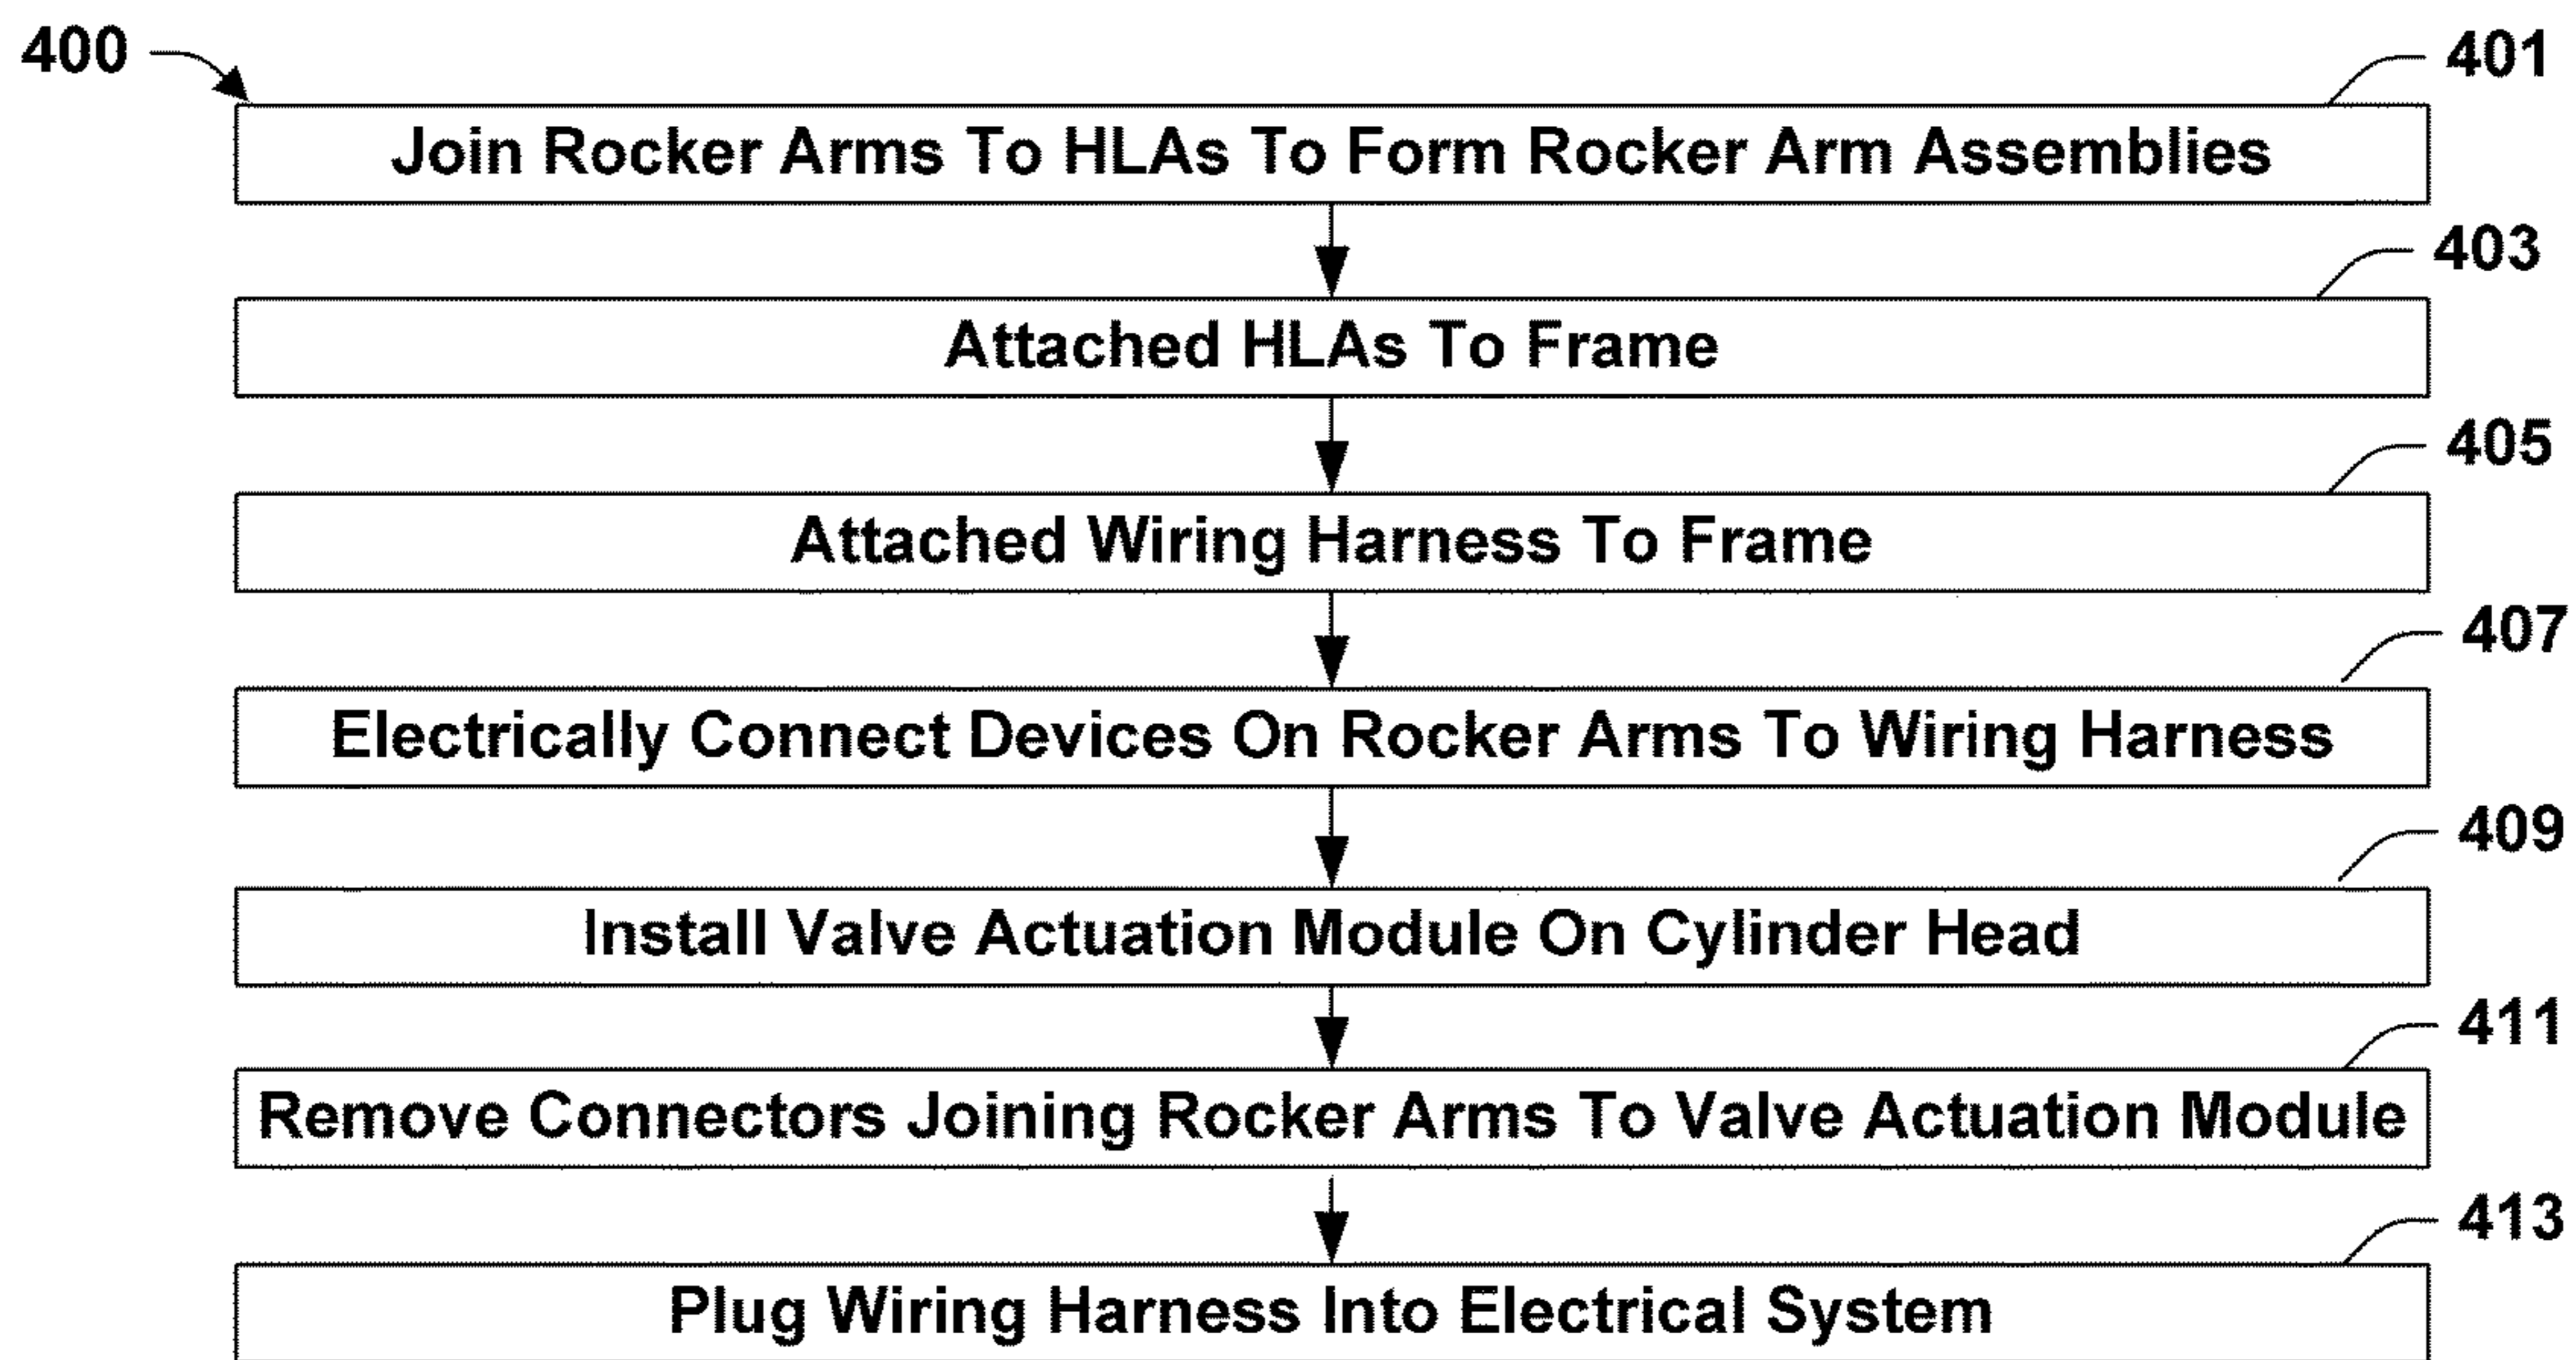 400
401
Join Rocker Arms To HLAs To Form Rocker Arm Assemblies
403
Attached HLAs To Frame
405
Attached Wiring Harness To Frame
407
Electrically Connect Devices On Rocker Arms To Wiring Harness
409
Install Valve Actuation Module On Cylinder Head
411
Remove Connectors Joining Rocker Arms To Valve Actuation Module
413
Plug Wiring Harness Into Electrical System